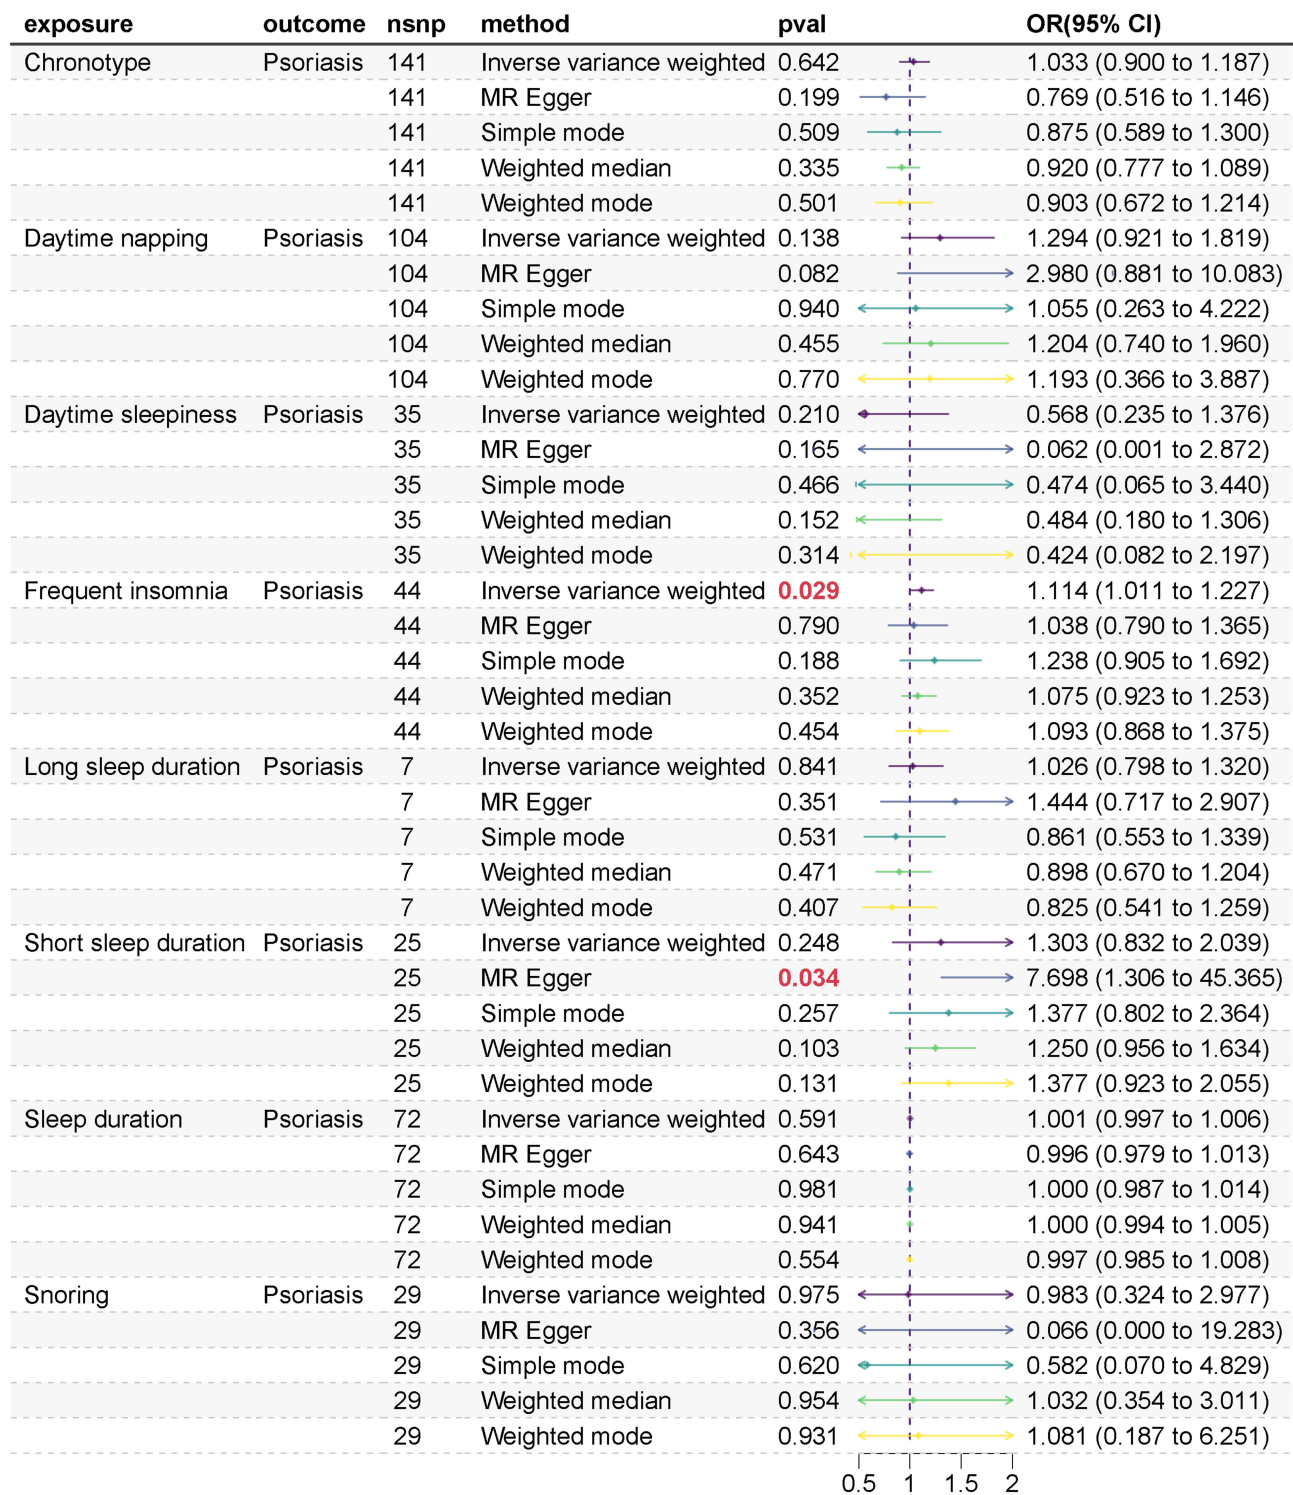 exposure outcome nsnp method pval OR(95% CI)
Chronotype Psoriasis 141 Inverse variance weighted 0.642 1.033 (0.900 to 1.187)
141 MR Egger 0.199 0.769 (0.516 to 1.146)
141 Simple mode 0.509 0.875 (0.589 to 1.300)
141 Weighted median 0.335 0.920 (0.777 to 1.089)
141 Weighted mode 0.501 0.903 (0.672 to 1.214)
Daytime napping Psoriasis 104 Inverse variance weighted 0.138 1.294 (0.921 to 1.819)
104 MR Egger 0.082 2.980 (0.881 to 10.083)
104 Simple mode 0.940 1.055 (0.263 to 4.222)
104 Weighted median 0.455 1.204 (0.740 to 1.960)
104 Weighted mode 0.770 1.193 (0.366 to 3.887)
Daytime sleepiness Psoriasis 35 Inverse variance weighted 0.210 0.568 (0.235 to 1.376)
35 MR Egger 0.165 0.062 (0.001 to 2.872)
35 Simple mode 0.466 0.474 (0.065 to 3.440)
35 Weighted median 0.152 0.484 (0.180 to 1.306)
35 Weighted mode 0.314 0.424 (0.082 to 2.197)
Frequent insomnia Psoriasis 44 Inverse variance weighted 0.029 1.114 (1.011 to 1.227)
44 MR Egger 0.790 1.038 (0.790 to 1.365)
44 Simple mode 0.188 1.238 (0.905 to 1.692)
44 Weighted median 0.352 1.075 (0.923 to 1.253)
44 Weighted mode 0.454 1.093 (0.868 to 1.375)
Long sleep duration Psoriasis 7 Inverse variance weighted 0.841 1.026 (0.798 to 1.320)
7 MR Egger 0.351 1.444 (0.717 to 2.907)
7 Simple mode 0.531 0.861 (0.553 to 1.339)
7 Weighted median 0.471 0.898 (0.670 to 1.204)
7 Weighted mode 0.407 0.825 (0.541 to 1.259)
Short sleep duration Psoriasis 25 Inverse variance weighted 0.248 1.303 (0.832 to 2.039)
25 MR Egger 0.034 7.698 (1.306 to 45.365)
25 Simple mode 0.257 1.377 (0.802 to 2.364)
25 Weighted median 0.103 1.250 (0.956 to 1.634)
25 Weighted mode 0.131 1.377 (0.923 to 2.055)
Sleep duration Psoriasis 72 Inverse variance weighted 0.591 1.001 (0.997 to 1.006)
72 MR Egger 0.643 0.996 (0.979 to 1.013)
72 Simple mode 0.981 1.000 (0.987 to 1.014)
72 Weighted median 0.941 1.000 (0.994 to 1.005)
72 Weighted mode 0.554 0.997 (0.985 to 1.008)
Snoring Psoriasis 29 Inverse variance weighted 0.975 0.983 (0.324 to 2.977)
29 MR Egger 0.356 0.066 (0.000 to 19.283)
29 Simple mode 0.620 0.582 (0.070 to 4.829)
29 Weighted median 0.954 1.032 (0.354 to 3.011)
29 Weighted mode 0.931 1.081 (0.187 to 6.251)
0.5 1 1.5 2